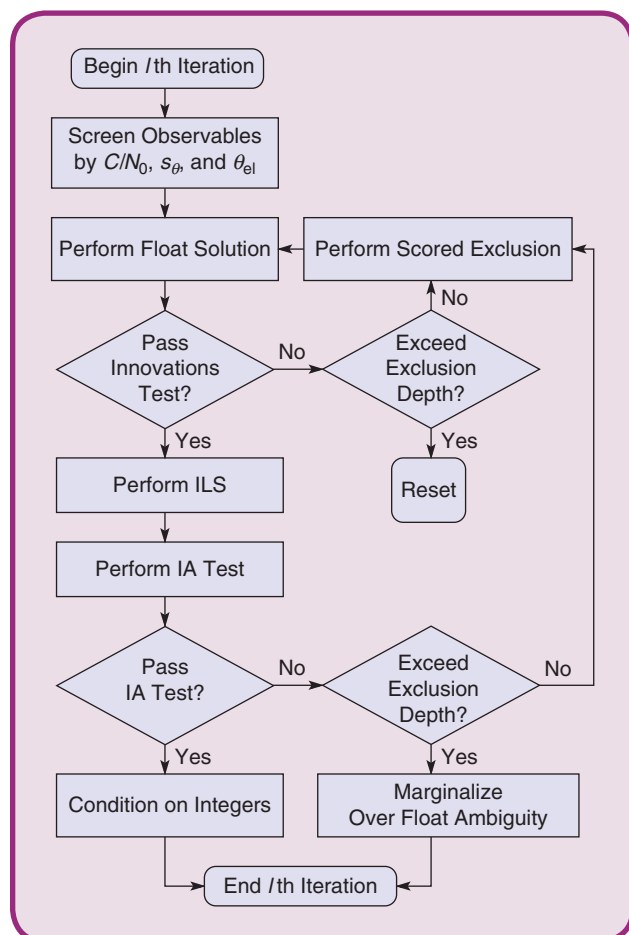 Begin lth Iteration
Screen Observables
by C/N0, sθ, and θel
Perform Float Solution
Perform Scored Exclusion
No
Pass
Innovations
Test?
No
Exceed
Exclusion
Depth?
Yes
Yes
Perform ILS
Reset
Perform IA Test
Pass
IA Test?
No
Exceed
Exclusion
Depth?
No
Yes
Yes
Condition on Integers
Marginalize
Over Float Ambiguity
End lth Iteration